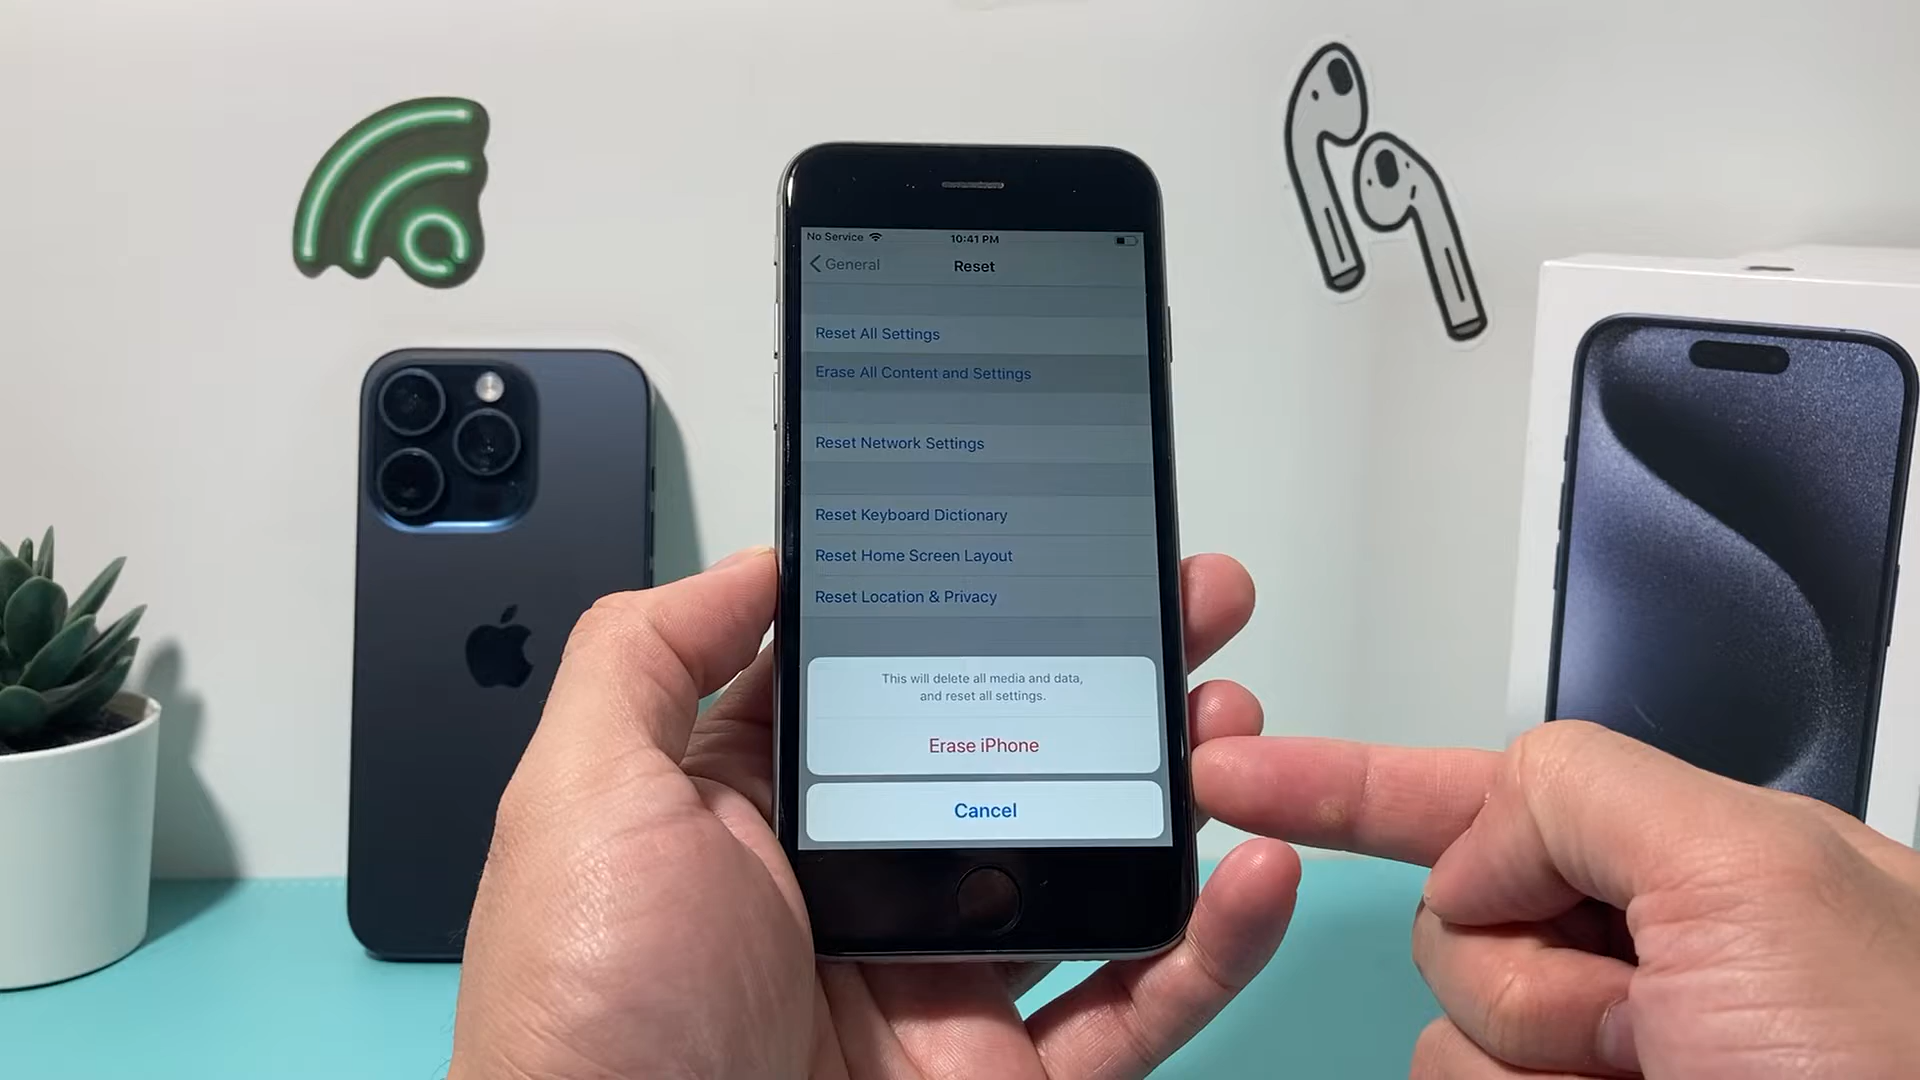 No Service
10:41 PM
General
Reset
Reset All Settings
Erase All Content and Settings
Reset Network Settings
Reset Keyboard Dictionary
Reset Home Screen Layout
Reset Location & Privacy
This will delete all media and data,
and reset all settings.
Erase iPhone
Cancel